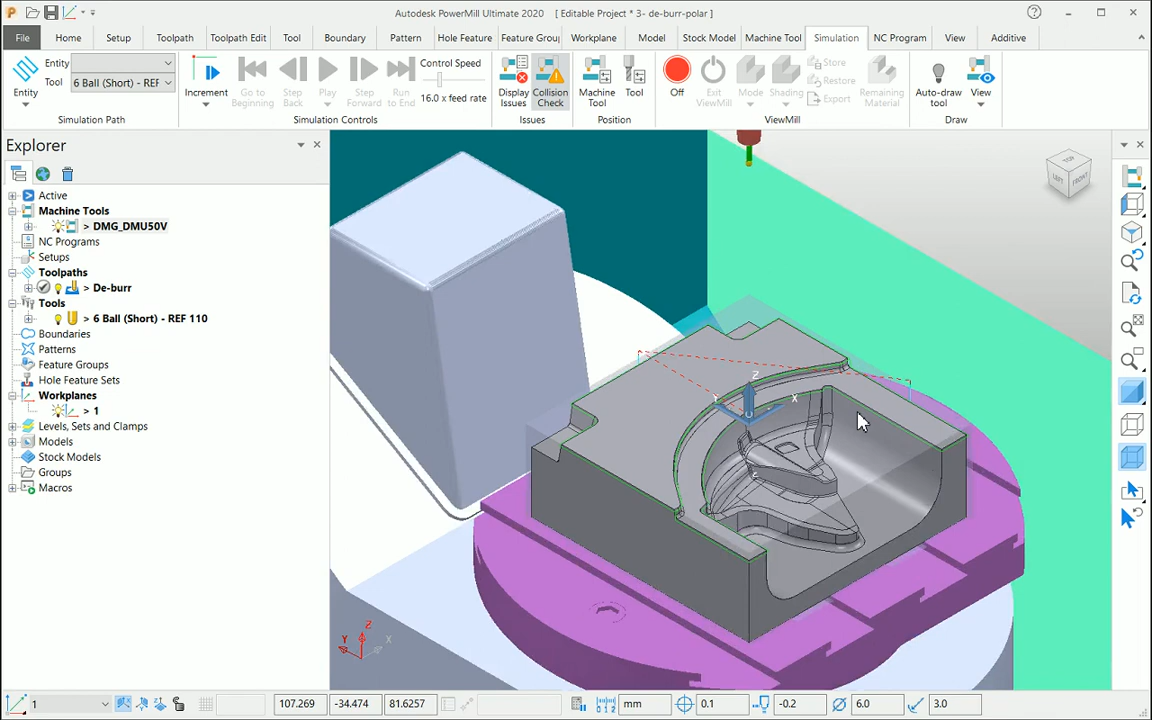 Autodesk PowerMill Ultimate 2020 [ Editable Project * 3- de-burr-polar ]
File Home Setup Toolpath Toolpath Edit Tool Boundary Pattern Hole Feature Feature Group Workplane Model Stock Model Machine Tool Simulation NC Program View Additive
Entity
Tool 6 Ball (Short) - REF
Entity
Simulation Path
Increment
Go to Beginning
Step Back
Play
Step Forward
Run to End
Control Speed
16.0 x feed rate
Simulation Controls
Display Issues
Collision Check
Issues
Machine Tool
Tool
Position
Off
Exit ViewMill
Mode
Shading
Store
Restore
Export
Remaining Material
ViewMill
Auto-draw tool
View
Draw
Explorer
Active
Machine Tools
> DMG_DMU50V
NC Programs
Setups
Toolpaths
> De-burr
Tools
> 6 Ball (Short) - REF 110
Boundaries
Patterns
Feature Groups
Hole Feature Sets
Workplanes
> 1
Levels, Sets and Clamps
Models
Stock Models
Groups
Macros
TOP
LEFT
FRONT
Z
Y
X
Z
Y
X
1 107.269 -34.474 81.6257 mm 0.1 -0.2 6.0 3.0